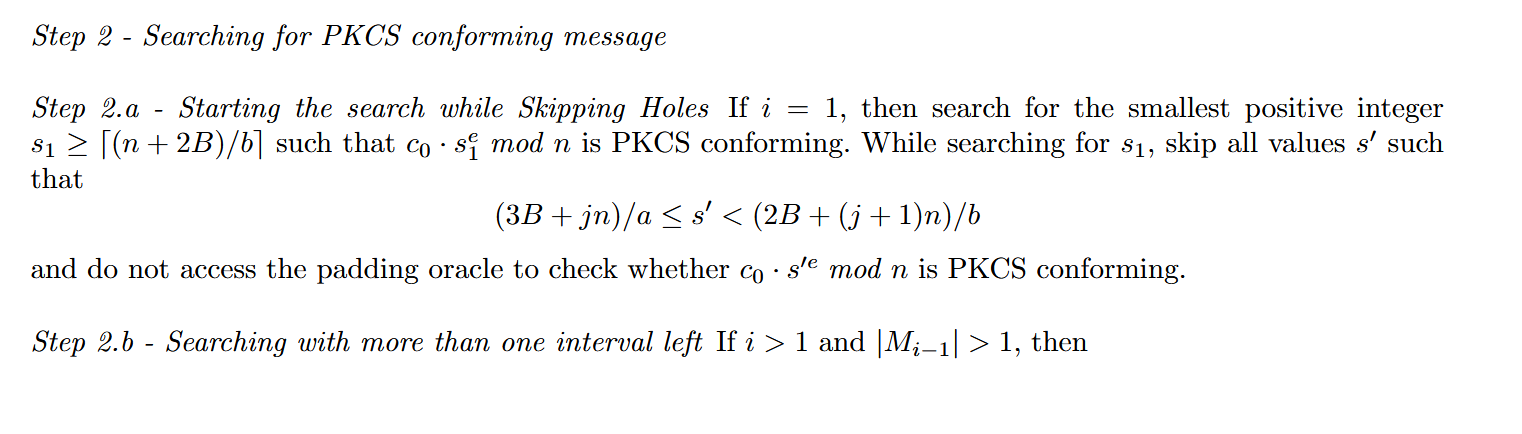 Step 2 - Searching for PKCS conforming message
Step 2.a - Starting the search while Skipping Holes If i = 1, then search for the smallest positive integer
s₁ ≥ ⌈(n + 2B)/b⌉ such that c₀ · s₁ᵉ mod n is PKCS conforming. While searching for s₁, skip all values s′ such
that
(3B + jn)/a ≤ s′ < (2B + (j + 1)n)/b
and do not access the padding oracle to check whether c₀ · s′ᵉ mod n is PKCS conforming.
Step 2.b - Searching with more than one interval left If i > 1 and |Mᵢ₋₁| > 1, then